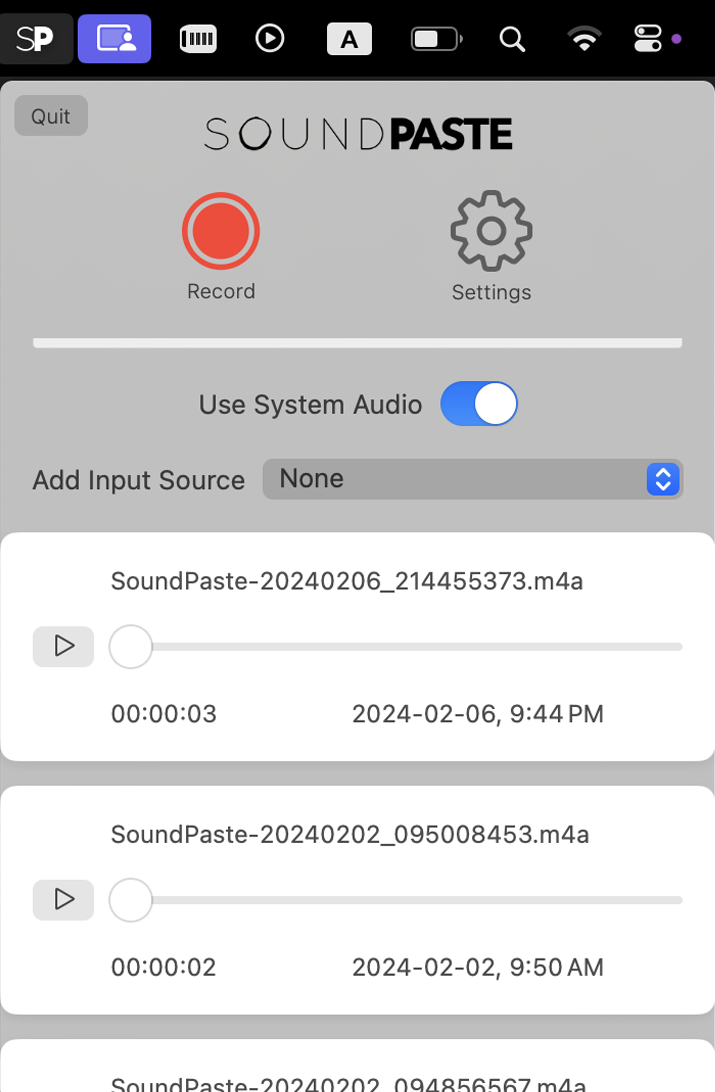 SP
A
Quit
SOUNDPASTE
Record
Settings
Use System Audio
Add Input Source
None
SoundPaste-20240206_214455373.m4a
00:00:03
2024-02-06, 9:44 PM
SoundPaste-20240202_095008453.m4a
00:00:02
2024-02-02, 9:50 AM
SoundPaste-20240202_094856567.m4a